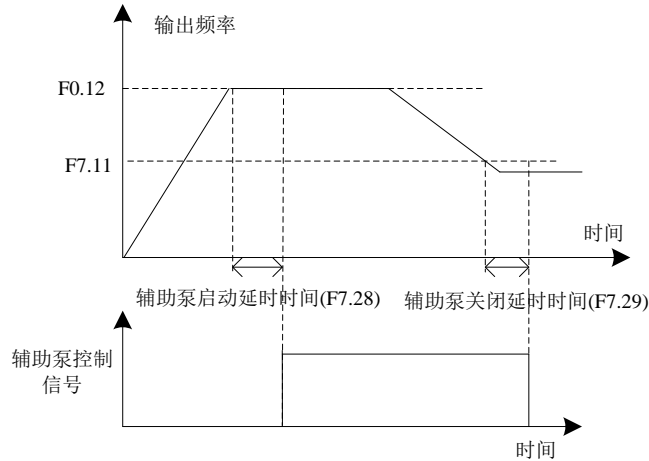 输出频率
F0.12
F7.11
时间
辅助泵启动延时时间(F7.28)
辅助泵关闭延时时间(F7.29)
辅助泵控制
信号
时间